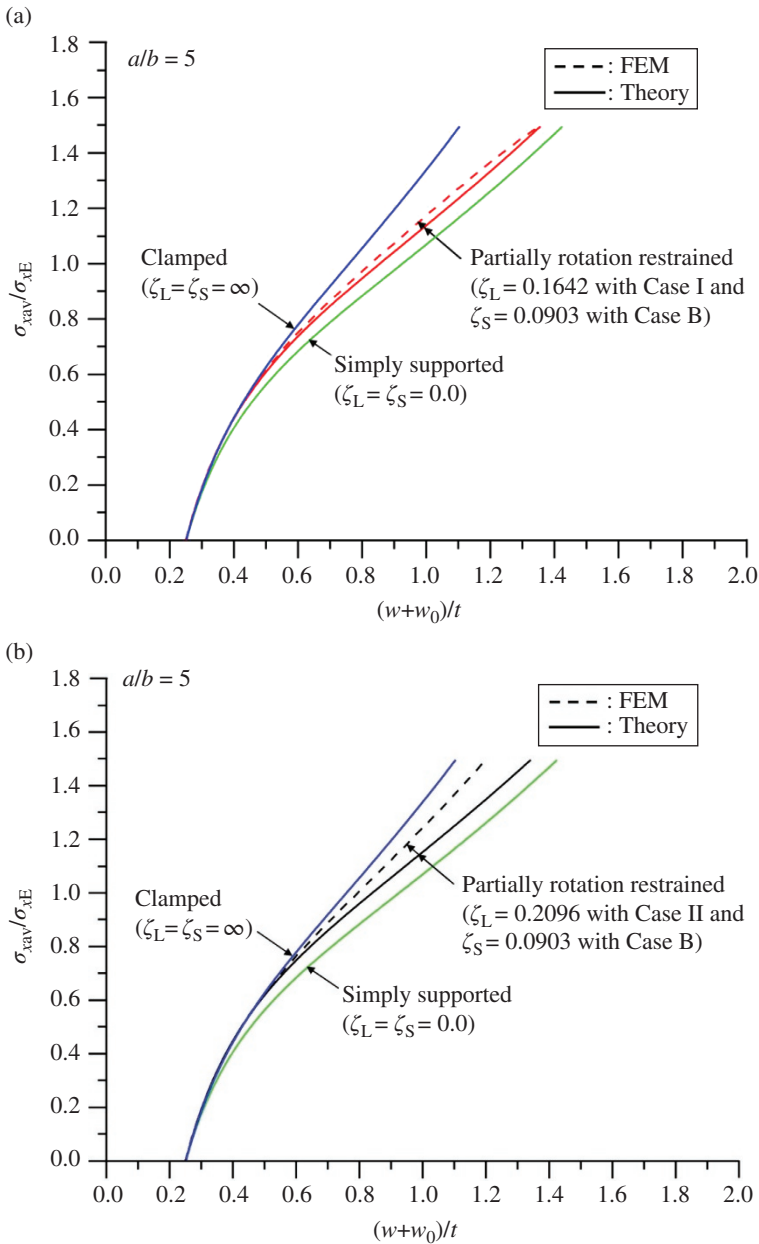 (a)
1.8
1.6
1.4
1.2
1.0
0.8
0.6
0.4
0.2
0.0
σxav/σxE
a/b = 5
: FEM
: Theory
Clamped
(ζL = ζS = ∞)
Partially rotation restrained
(ζL = 0.1642 with Case I and
ζS = 0.0903 with Case B)
Simply supported
(ζL = ζS = 0.0)
0.0 0.2 0.4 0.6 0.8 1.0 1.2 1.4 1.6 1.8 2.0
(w+w0)/t
(b)
1.8
1.6
1.4
1.2
1.0
0.8
0.6
0.4
0.2
0.0
σxav/σxE
a/b = 5
: FEM
: Theory
Clamped
(ζL = ζS = ∞)
Partially rotation restrained
(ζL = 0.2096 with Case II and
ζS = 0.0903 with Case B)
Simply supported
(ζL = ζS = 0.0)
0.0 0.2 0.4 0.6 0.8 1.0 1.2 1.4 1.6 1.8 2.0
(w+w0)/t